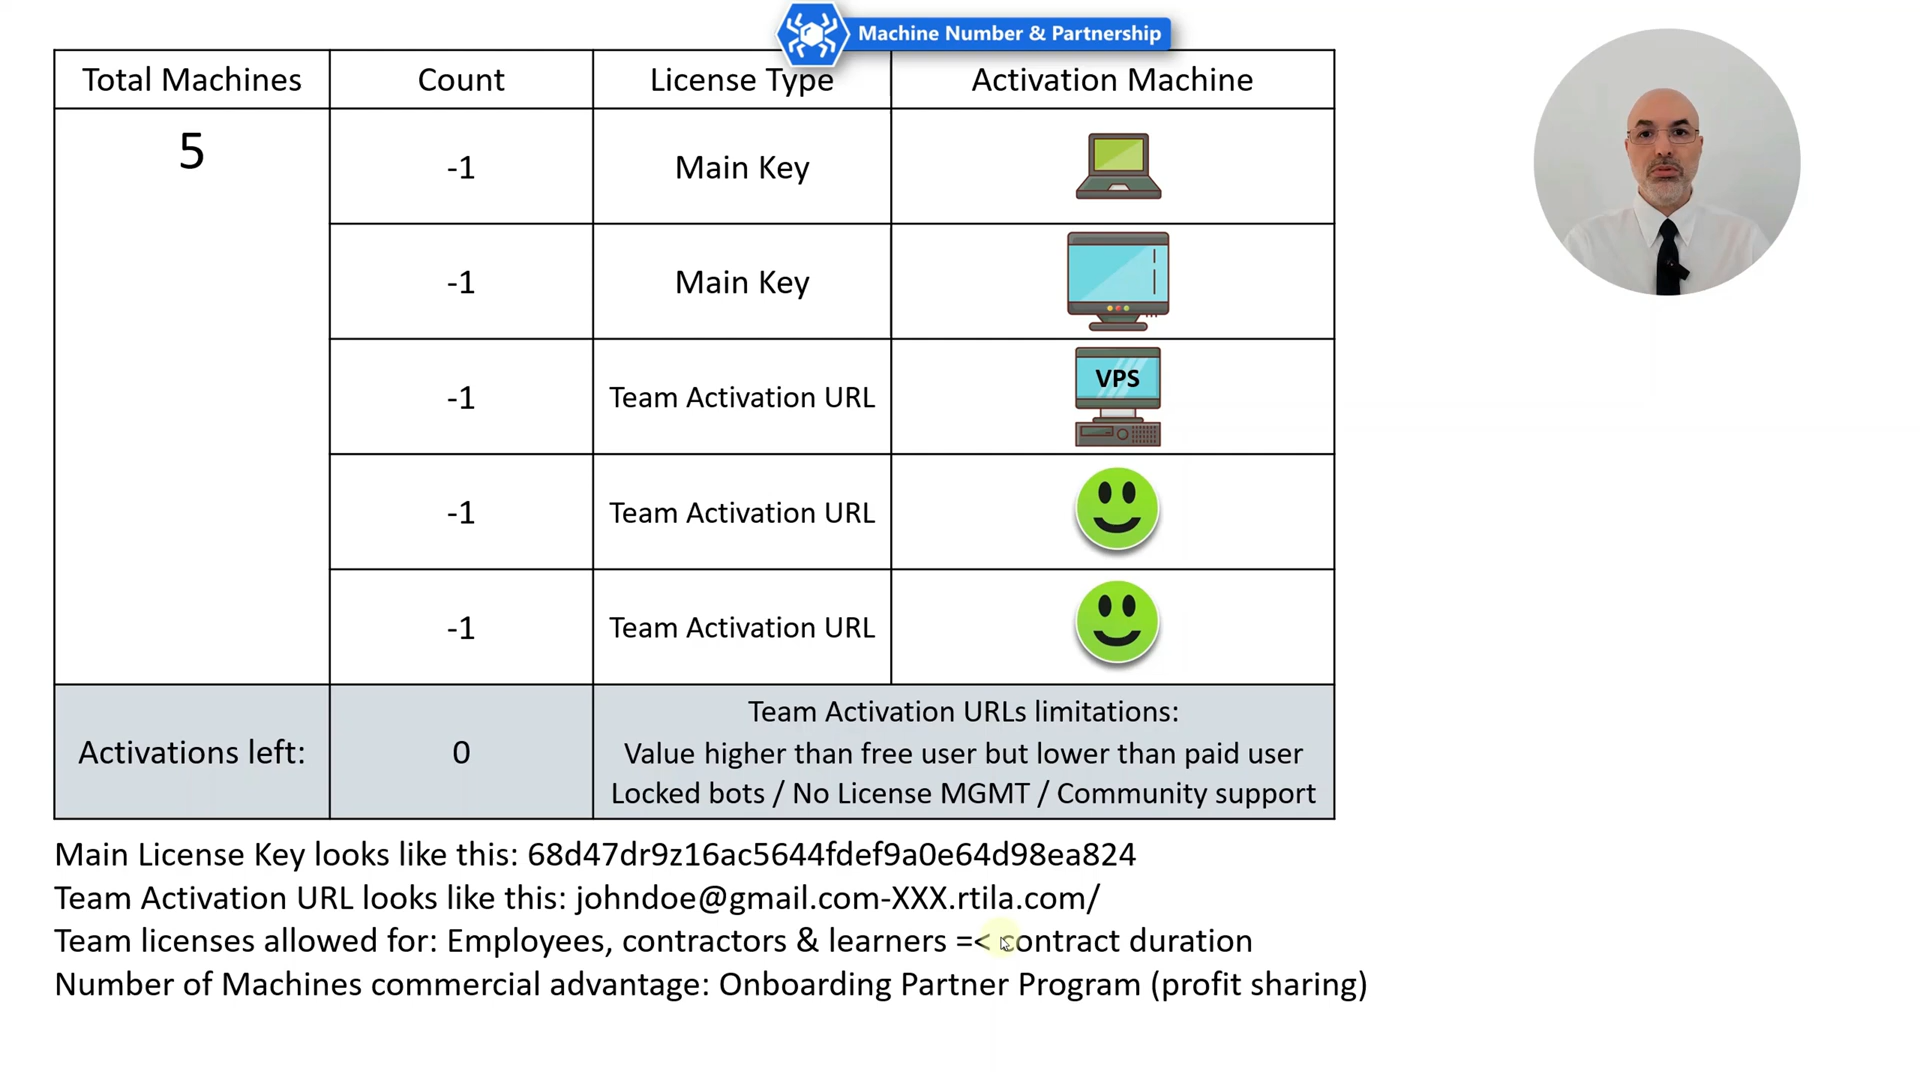 Machine Number & Partnership
Total Machines Count License Type Activation Machine
5 -1 Main Key
-1 Main Key
-1 Team Activation URL VPS
-1 Team Activation URL
-1 Team Activation URL
Team Activation URLs limitations:
Activations left: 0 Value higher than free user but lower than paid user
Locked bots / No License MGMT / Community support
Main License Key looks like this: 68d47dr9z16ac5644fdef9a0e64d98ea824
Team Activation URL looks like this: johndoe@gmail.com-XXX.rtila.com/
Team licenses allowed for: Employees, contractors & learners =< contract duration
Number of Machines commercial advantage: Onboarding Partner Program (profit sharing)